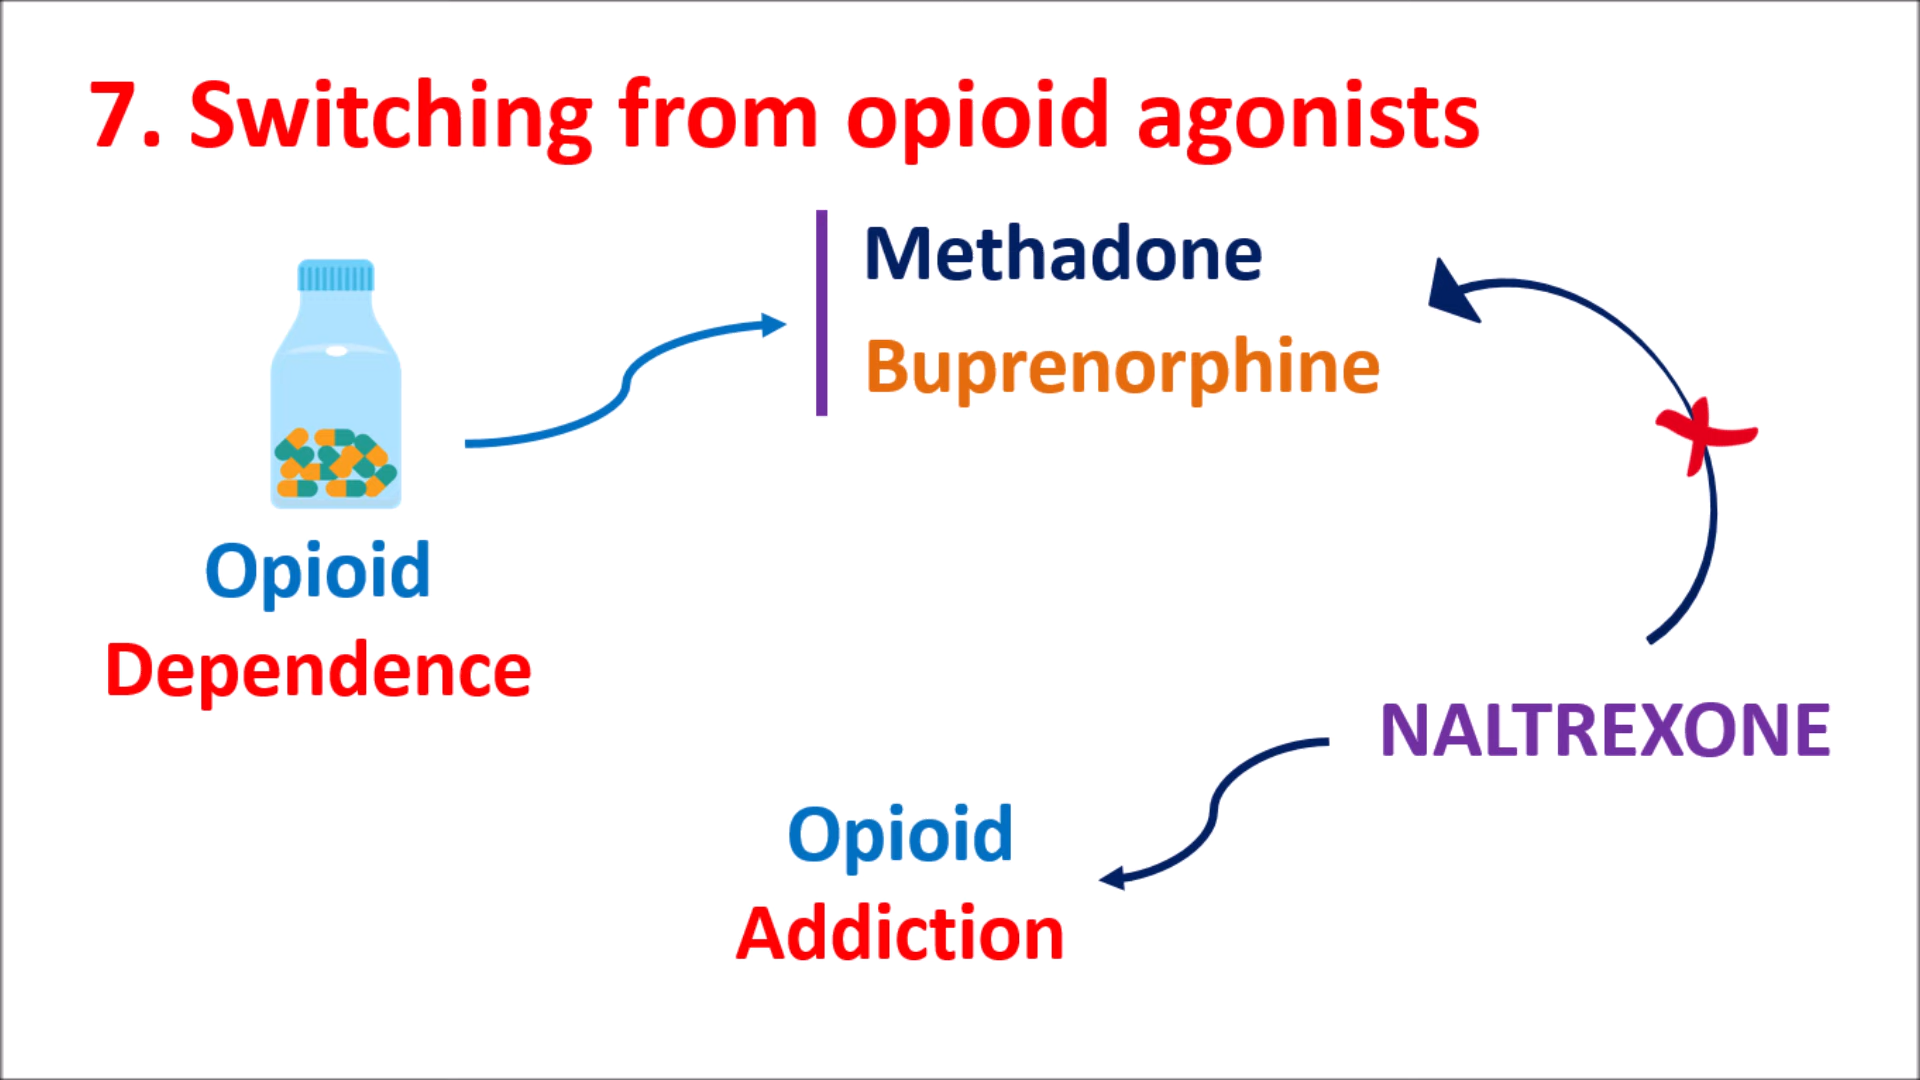 7. Switching from opioid agonists
Methadone
Buprenorphine
Opioid
Dependence
NALTREXONE
Opioid
Addiction